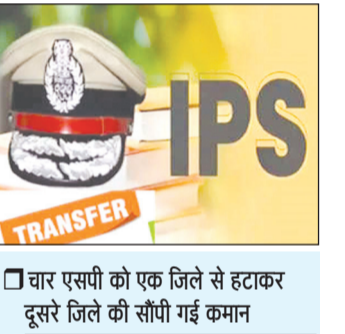 IPS
TRANSFER
❐ चार एसपी को एक जिले से हटाकर
दूसरे जिले की सौंपी गई कमान